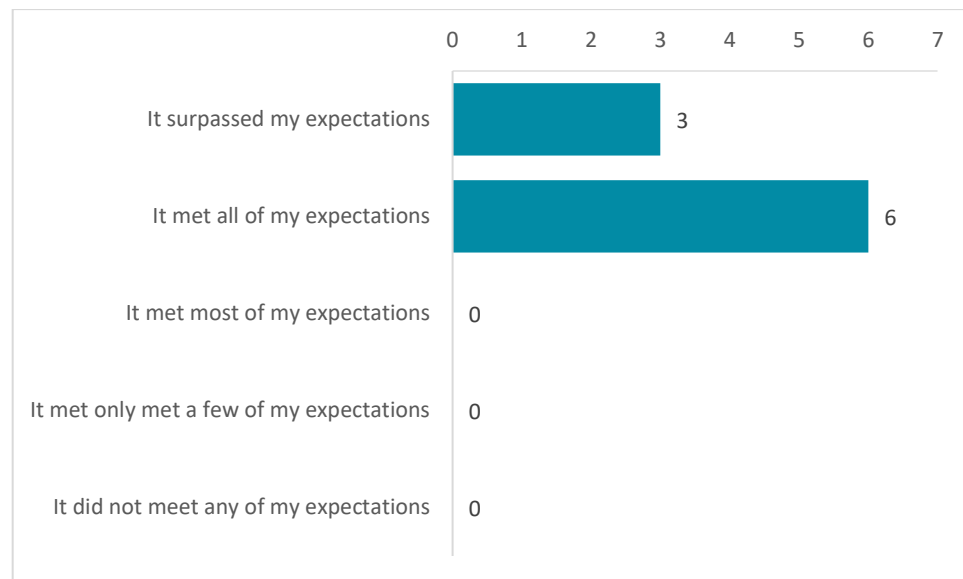 0 1 2 3 4 5 6 7
It surpassed my expectations 3
It met all of my expectations 6
It met most of my expectations 0
It met only met a few of my expectations 0
It did not meet any of my expectations 0